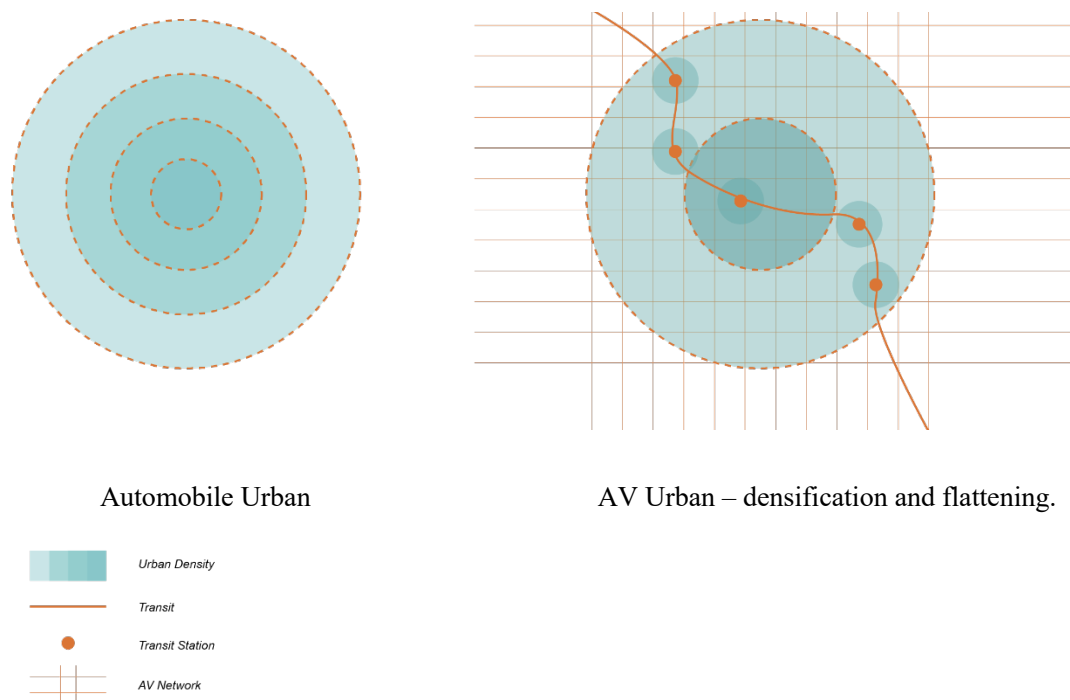 Automobile Urban
AV Urban – densification and flattening.
Urban Density
Transit
Transit Station
AV Network